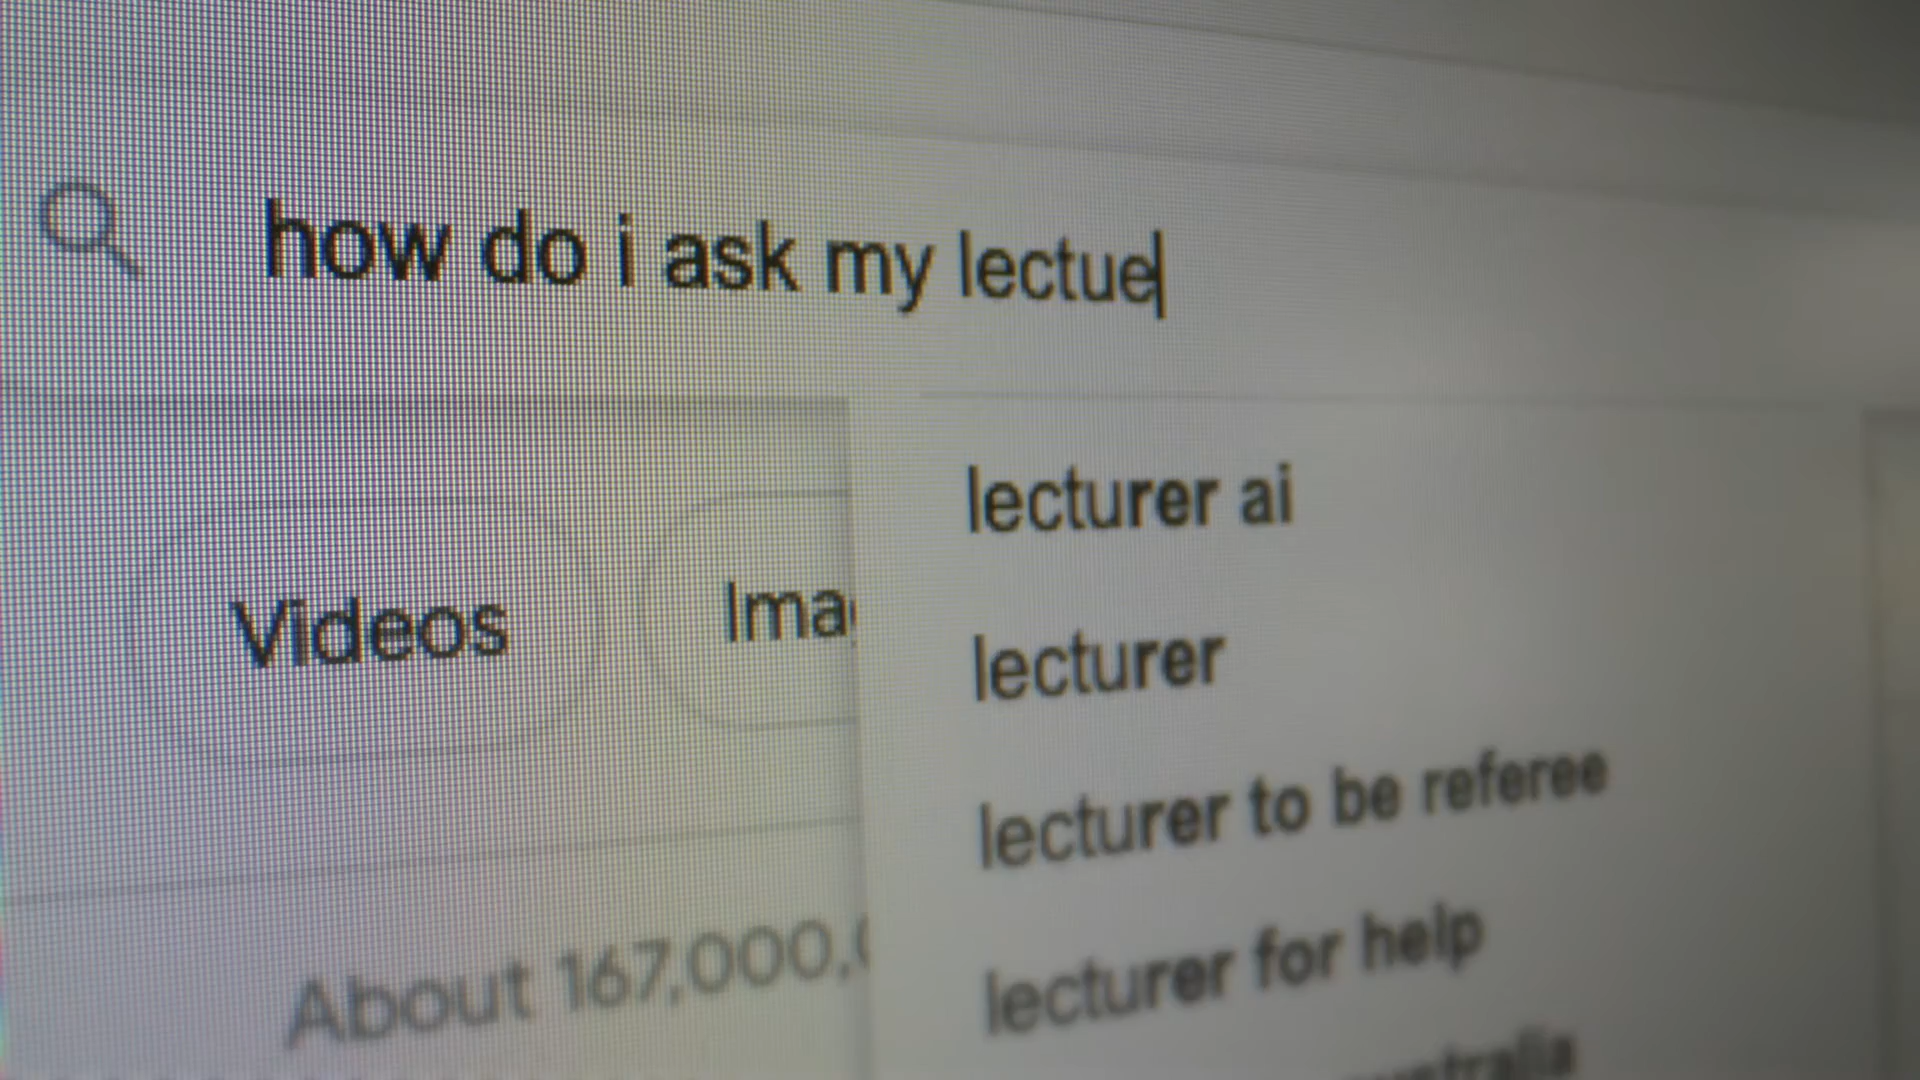 how do i ask my lectue
lecturer ai
Videos
lecturer
lecturer to be referee
About 167,000,
lecturer for help